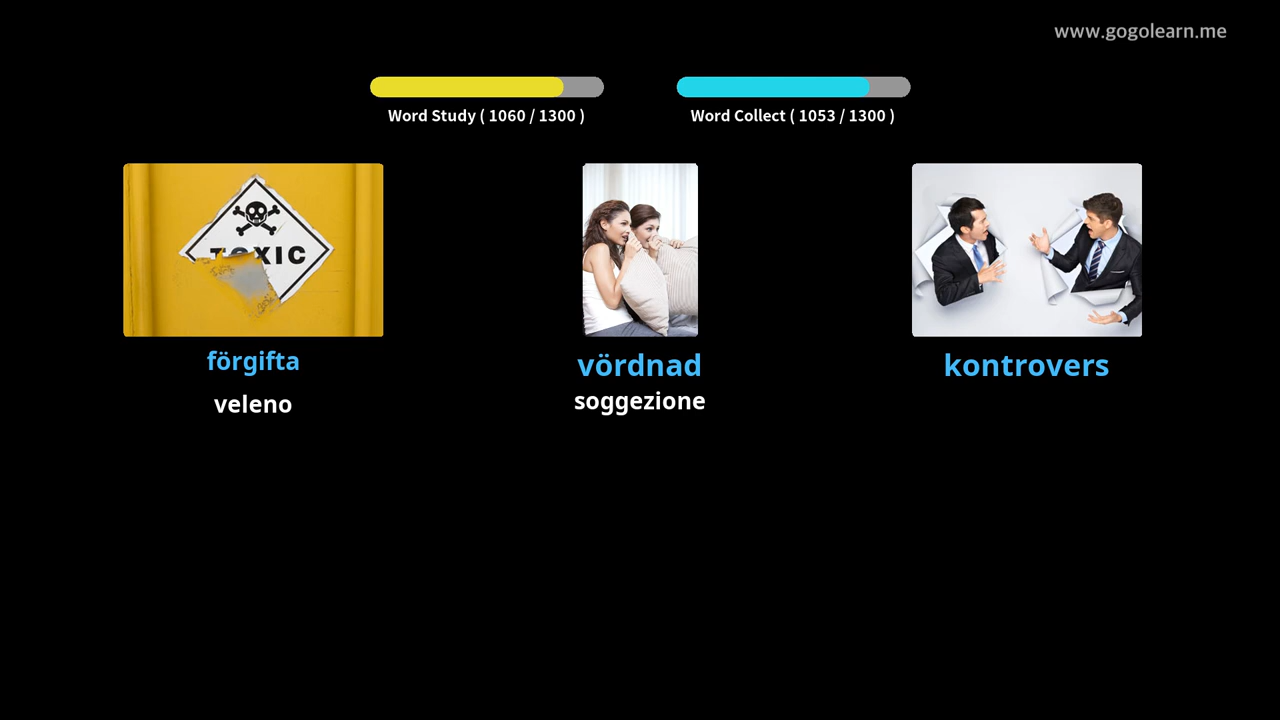 www.gogolearn.me
Word Study ( 1060 / 1300 )
Word Collect ( 1053 / 1300 )
TOXIC
förgifta
vördnad
kontrovers
veleno
soggezione